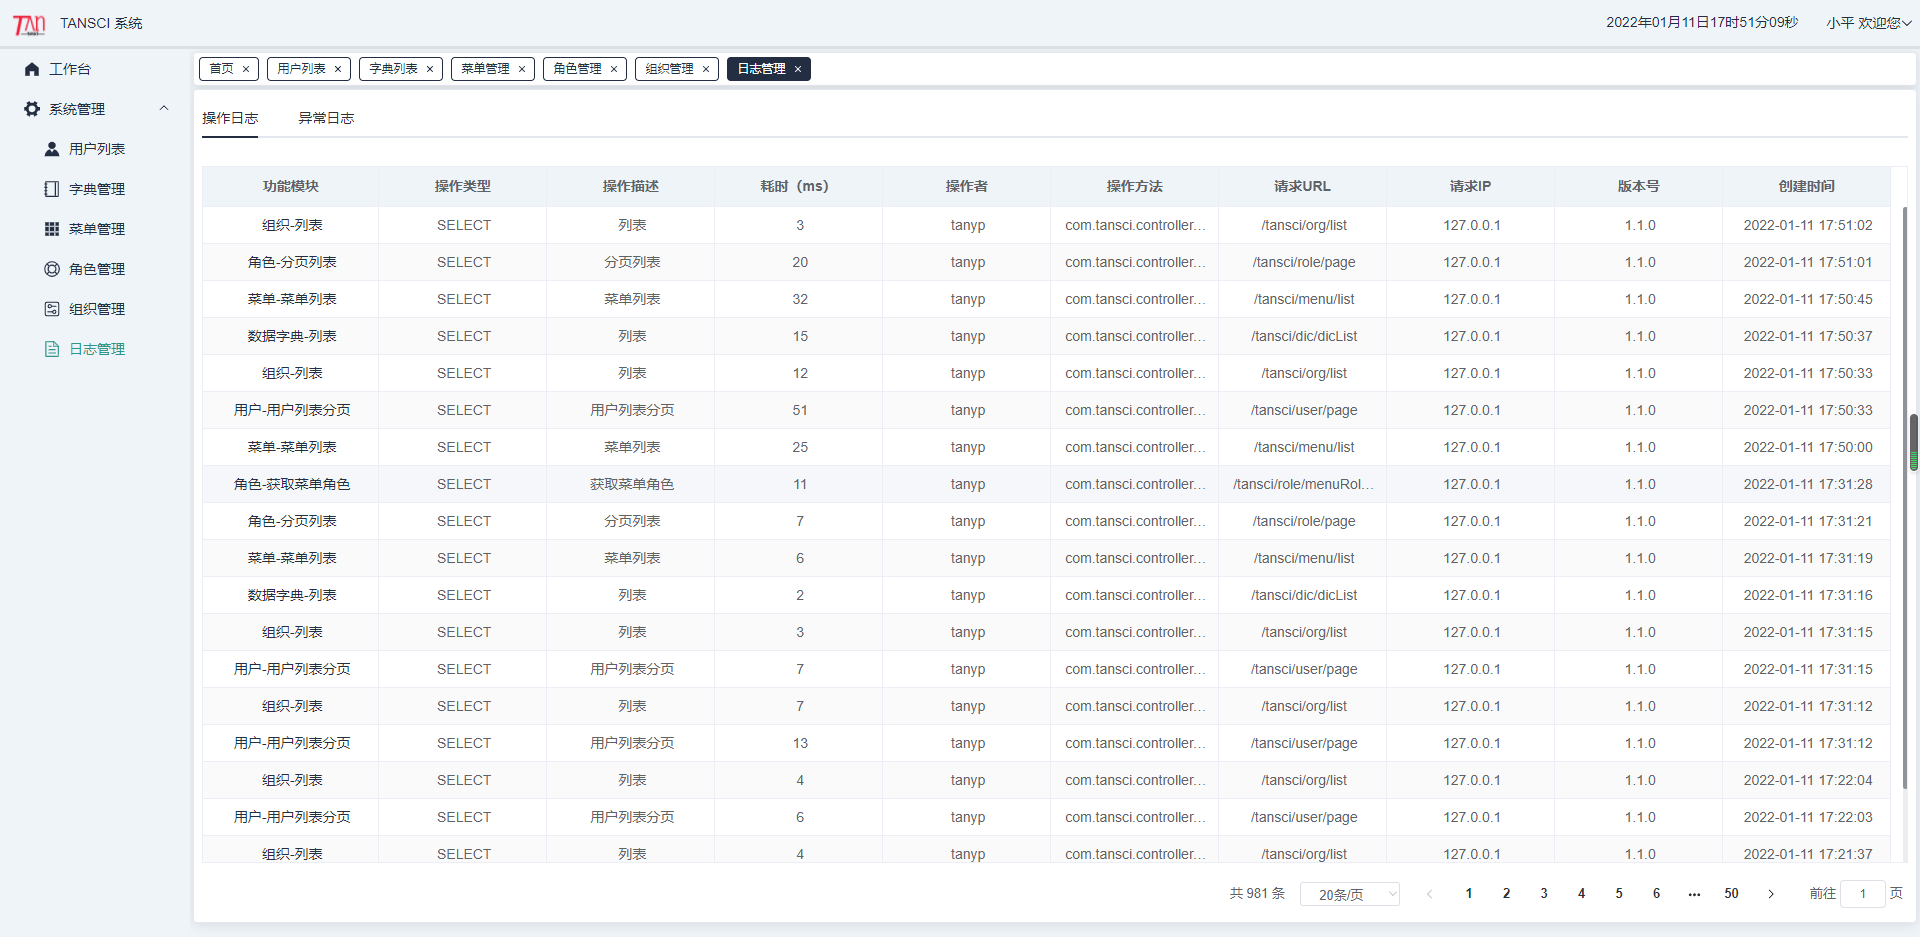 TAN TANSCI 系统 2022年01月11日17时51分09秒 小平 欢迎您
工作台
系统管理
用户列表
字典管理
菜单管理
角色管理
组织管理
日志管理
首页 × 用户列表 × 字典列表 × 菜单管理 × 角色管理 × 组织管理 × 日志管理 ×
操作日志 异常日志
功能模块 操作类型 操作描述 耗时（ms） 操作者 操作方法 请求URL 请求IP 版本号 创建时间
组织-列表 SELECT 列表 3 tanyp com.tansci.controller... /tansci/org/list 127.0.0.1 1.1.0 2022-01-11 17:51:02
角色-分页列表 SELECT 分页列表 20 tanyp com.tansci.controller... /tansci/role/page 127.0.0.1 1.1.0 2022-01-11 17:51:01
菜单-菜单列表 SELECT 菜单列表 32 tanyp com.tansci.controller... /tansci/menu/list 127.0.0.1 1.1.0 2022-01-11 17:50:45
数据字典-列表 SELECT 列表 15 tanyp com.tansci.controller... /tansci/dic/dicList 127.0.0.1 1.1.0 2022-01-11 17:50:37
组织-列表 SELECT 列表 12 tanyp com.tansci.controller... /tansci/org/list 127.0.0.1 1.1.0 2022-01-11 17:50:33
用户-用户列表分页 SELECT 用户列表分页 51 tanyp com.tansci.controller... /tansci/user/page 127.0.0.1 1.1.0 2022-01-11 17:50:33
菜单-菜单列表 SELECT 菜单列表 25 tanyp com.tansci.controller... /tansci/menu/list 127.0.0.1 1.1.0 2022-01-11 17:50:00
角色-获取菜单角色 SELECT 获取菜单角色 11 tanyp com.tansci.controller... /tansci/role/menuRol... 127.0.0.1 1.1.0 2022-01-11 17:31:28
角色-分页列表 SELECT 分页列表 7 tanyp com.tansci.controller... /tansci/role/page 127.0.0.1 1.1.0 2022-01-11 17:31:21
菜单-菜单列表 SELECT 菜单列表 6 tanyp com.tansci.controller... /tansci/menu/list 127.0.0.1 1.1.0 2022-01-11 17:31:19
数据字典-列表 SELECT 列表 2 tanyp com.tansci.controller... /tansci/dic/dicList 127.0.0.1 1.1.0 2022-01-11 17:31:16
组织-列表 SELECT 列表 3 tanyp com.tansci.controller... /tansci/org/list 127.0.0.1 1.1.0 2022-01-11 17:31:15
用户-用户列表分页 SELECT 用户列表分页 7 tanyp com.tansci.controller... /tansci/user/page 127.0.0.1 1.1.0 2022-01-11 17:31:15
组织-列表 SELECT 列表 7 tanyp com.tansci.controller... /tansci/org/list 127.0.0.1 1.1.0 2022-01-11 17:31:12
用户-用户列表分页 SELECT 用户列表分页 13 tanyp com.tansci.controller... /tansci/user/page 127.0.0.1 1.1.0 2022-01-11 17:31:12
组织-列表 SELECT 列表 4 tanyp com.tansci.controller... /tansci/org/list 127.0.0.1 1.1.0 2022-01-11 17:22:04
用户-用户列表分页 SELECT 用户列表分页 6 tanyp com.tansci.controller... /tansci/user/page 127.0.0.1 1.1.0 2022-01-11 17:22:03
组织-列表 SELECT 列表 4 tanyp com.tansci.controller... /tansci/org/list 127.0.0.1 1.1.0 2022-01-11 17:21:37
共 981 条 20条/页 1 2 3 4 5 6 ... 50 前往 1 页